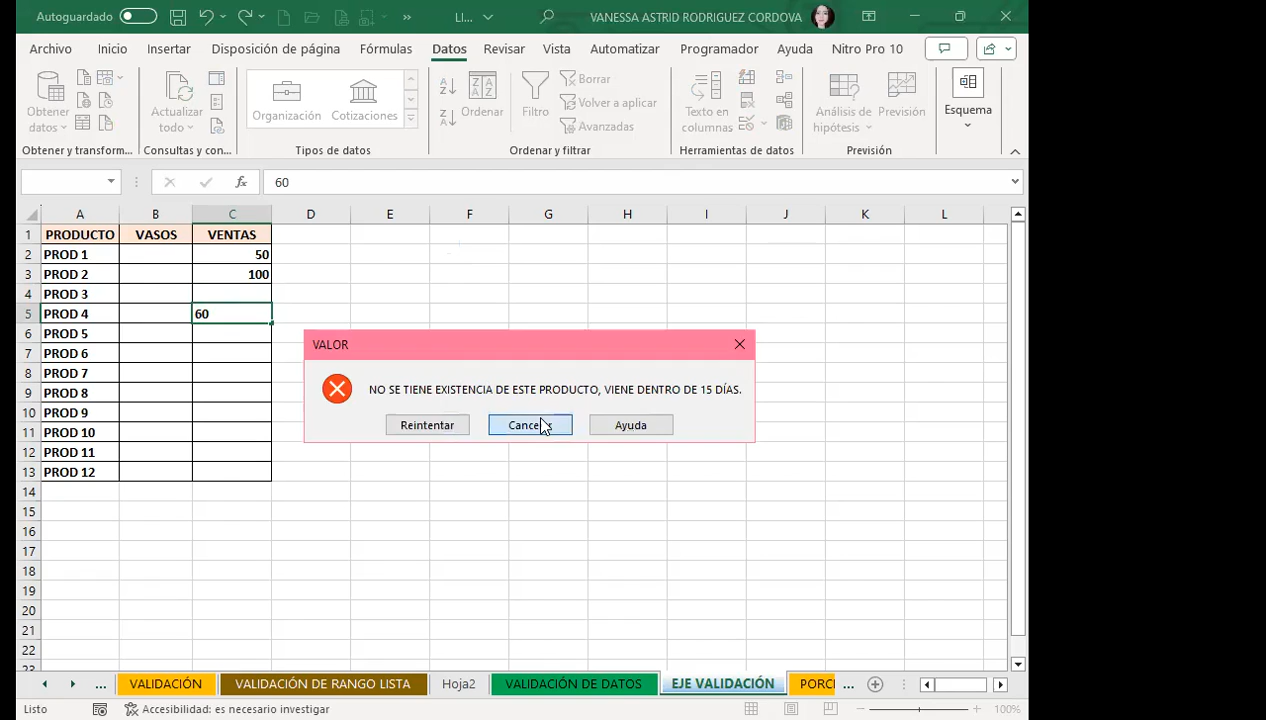 Autoguardado
LI...
VANESSA ASTRID RODRIGUEZ CORDOVA
Archivo Inicio Insertar Disposición de página Fórmulas Datos Revisar Vista Automatizar Programador Ayuda Nitro Pro 10
Obtener datos
Actualizar todo
Organización Cotizaciones
Ordenar
Filtro
Borrar
Volver a aplicar
Avanzadas
Texto en columnas
Análisis de hipótesis
Previsión
Esquema
Obtener y transform... Consultas y con... Tipos de datos Ordenar y filtrar Herramientas de datos Previsión
fx 60
A B C D E F G H I J K L
1 PRODUCTO VASOS VENTAS
2 PROD 1 50
3 PROD 2 100
4 PROD 3
5 PROD 4 60
6 PROD 5
7 PROD 6
8 PROD 7
9 PROD 8
10 PROD 9
11 PROD 10
12 PROD 11
13 PROD 12
14
15
16
17
18
19
20
21
22
23
VALOR
NO SE TIENE EXISTENCIA DE ESTE PRODUCTO, VIENE DENTRO DE 15 DÍAS.
Reintentar Cancelar Ayuda
... VALIDACIÓN VALIDACIÓN DE RANGO LISTA Hoja2 VALIDACIÓN DE DATOS EJE VALIDACIÓN PORCI ...
Listo Accesibilidad: es necesario investigar 100%